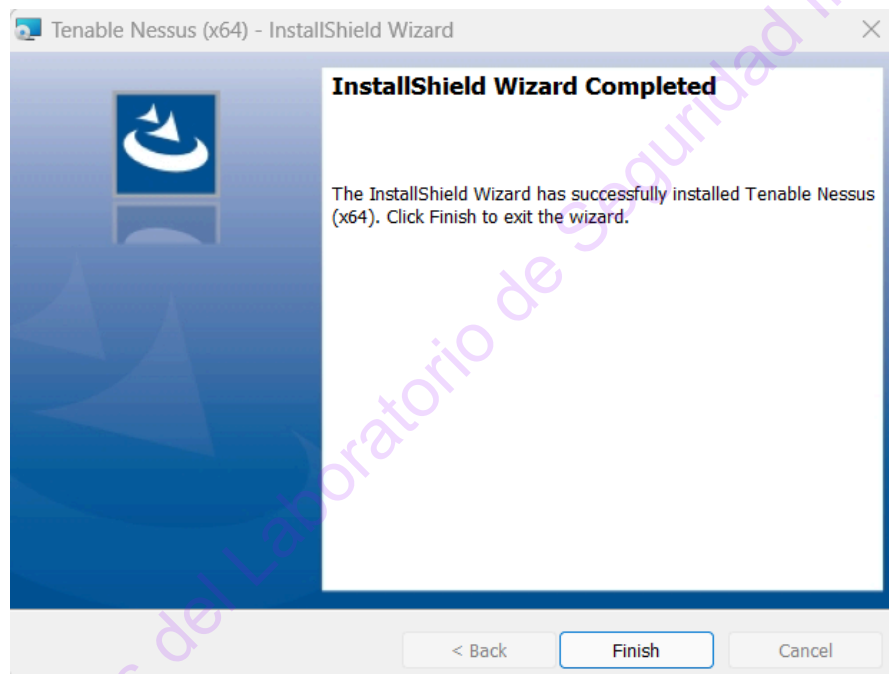 Tenable Nessus (x64) - InstallShield Wizard
InstallShield Wizard Completed
The InstallShield Wizard has successfully installed Tenable Nessus
(x64). Click Finish to exit the wizard.
< Back
Finish
Cancel
del Laboratorio de Seguridad